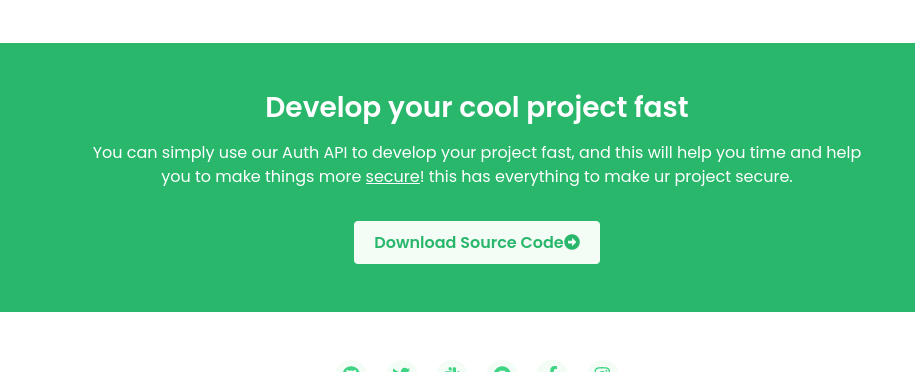 Develop your cool project fast
You can simply use our Auth API to develop your project fast, and this will help you time and help
you to make things more secure! this has everything to make ur project secure.
Download Source Code